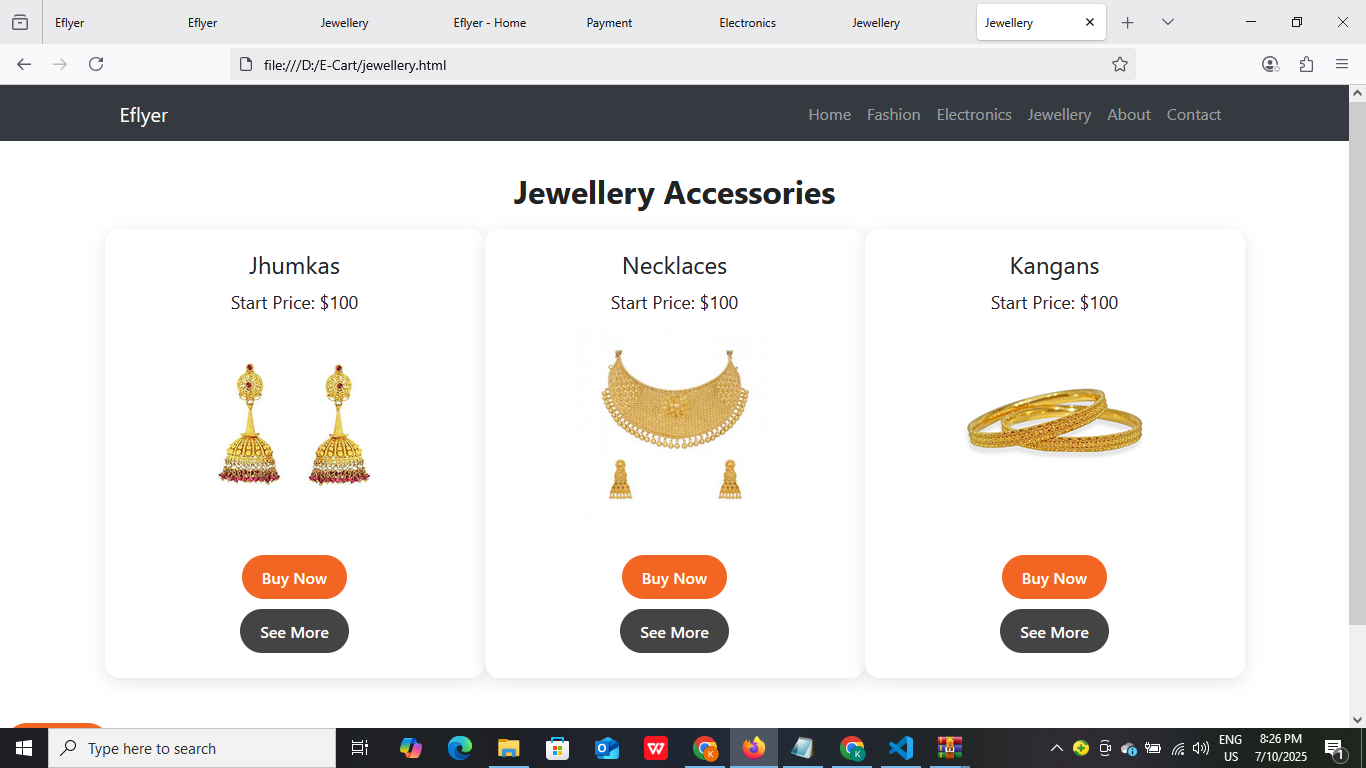 Eflyer Eflyer Jewellery Eflyer - Home Payment Electronics Jewellery Jewellery
file:///D:/E-Cart/jewellery.html
Eflyer Home Fashion Electronics Jewellery About Contact
Jewellery Accessories
Jhumkas Necklaces Kangans
Start Price: $100 Start Price: $100 Start Price: $100
Buy Now Buy Now Buy Now
See More See More See More
Type here to search
W K K
ENG 8:26 PM
US 7/10/2025 1